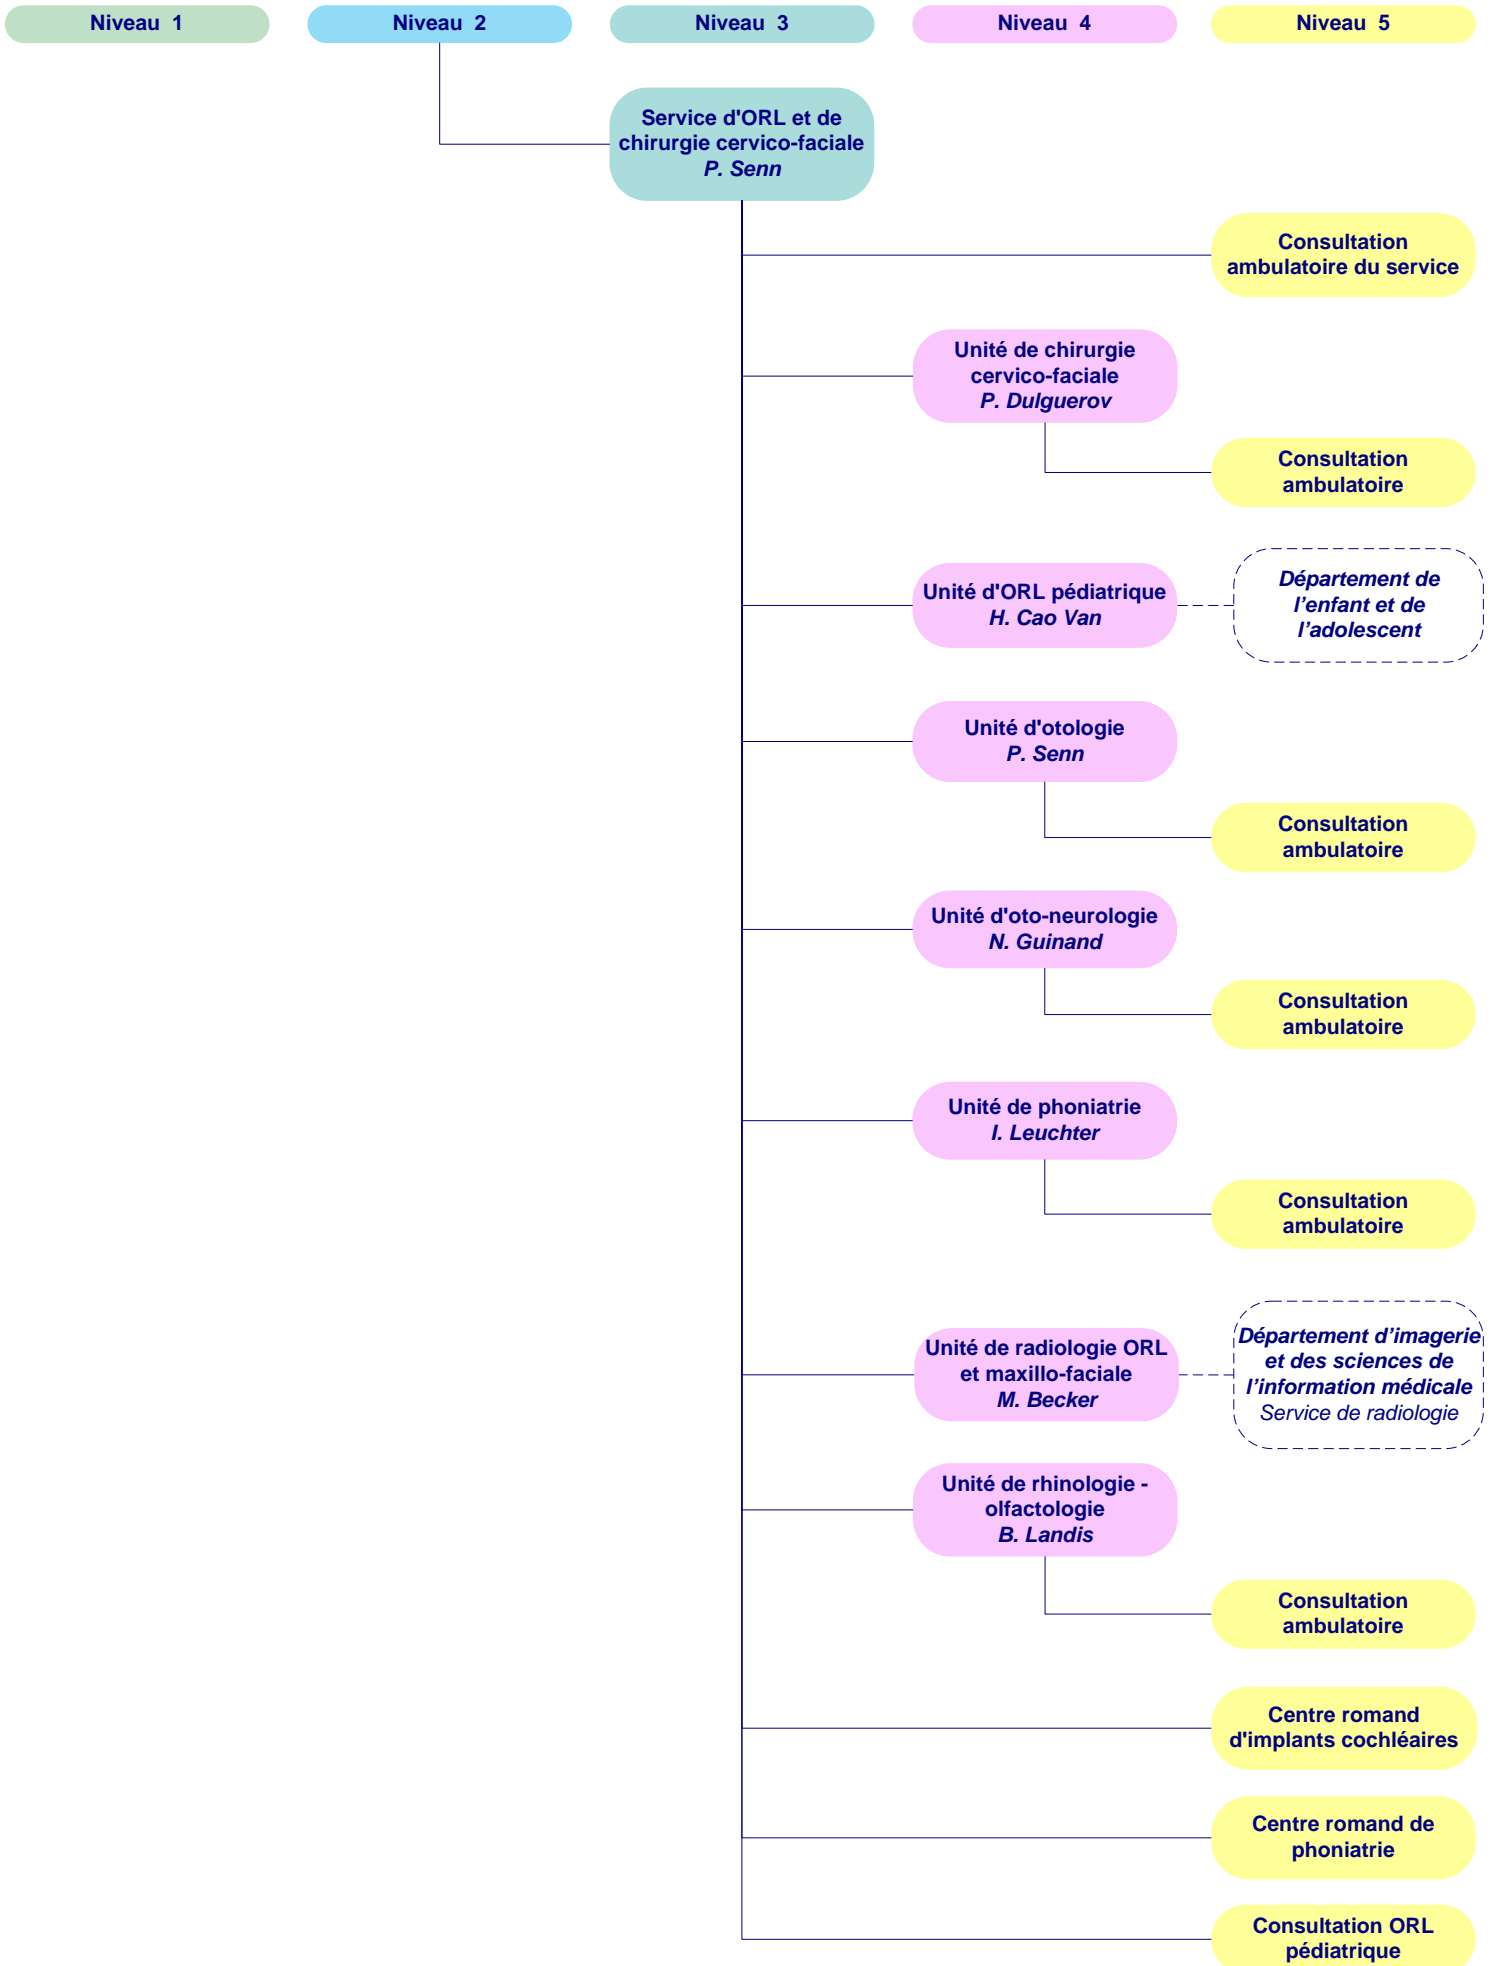 Niveau 1
Niveau 2
Niveau 3
Niveau 4
Niveau 5
Service d'ORL et de
chirurgie cervico-faciale
P. Senn
Consultation
ambulatoire du service
Unité de chirurgie
cervico-faciale
P. Dulguerov
Consultation
ambulatoire
Unité d'ORL pédiatrique
H. Cao Van
Département de
l’enfant et de
l’adolescent
Unité d'otologie
P. Senn
Consultation
ambulatoire
Unité d'oto-neurologie
N. Guinand
Consultation
ambulatoire
Unité de phoniatrie
I. Leuchter
Consultation
ambulatoire
Unité de radiologie ORL
et maxillo-faciale
M. Becker
Département d’imagerie
et des sciences de
l’information médicale
Service de radiologie
Unité de rhinologie -
olfactologie
B. Landis
Consultation
ambulatoire
Centre romand
d'implants cochléaires
Centre romand de
phoniatrie
Consultation ORL
pédiatrique